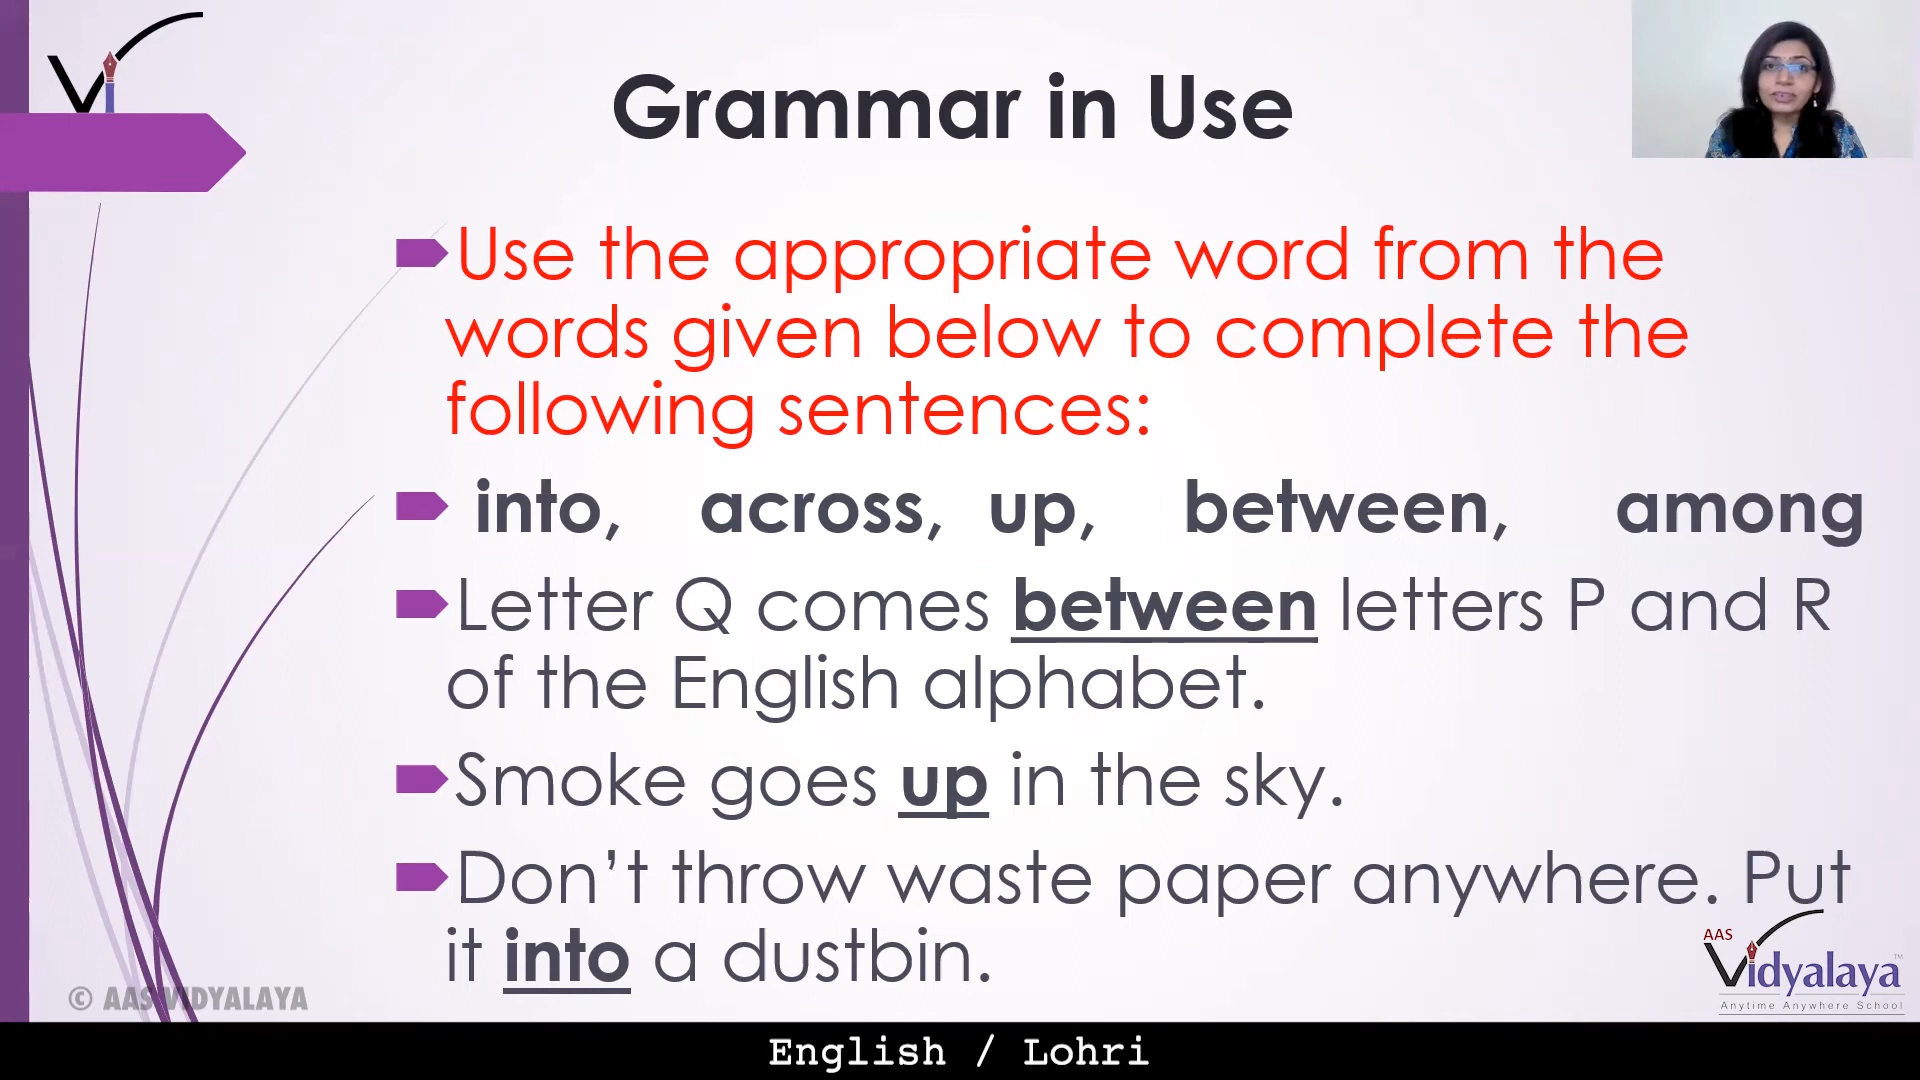 Vi
Grammar in Use
Use the appropriate word from the
words given below to complete the
following sentences:
into, across, up, between, among
Letter Q comes between letters P and R
of the English alphabet.
Smoke goes up in the sky.
Don’t throw waste paper anywhere. Put
it into a dustbin.
AAS
Vidyalaya™
Anytime Anywhere School
© AAS VIDYALAYA
English / Lohri